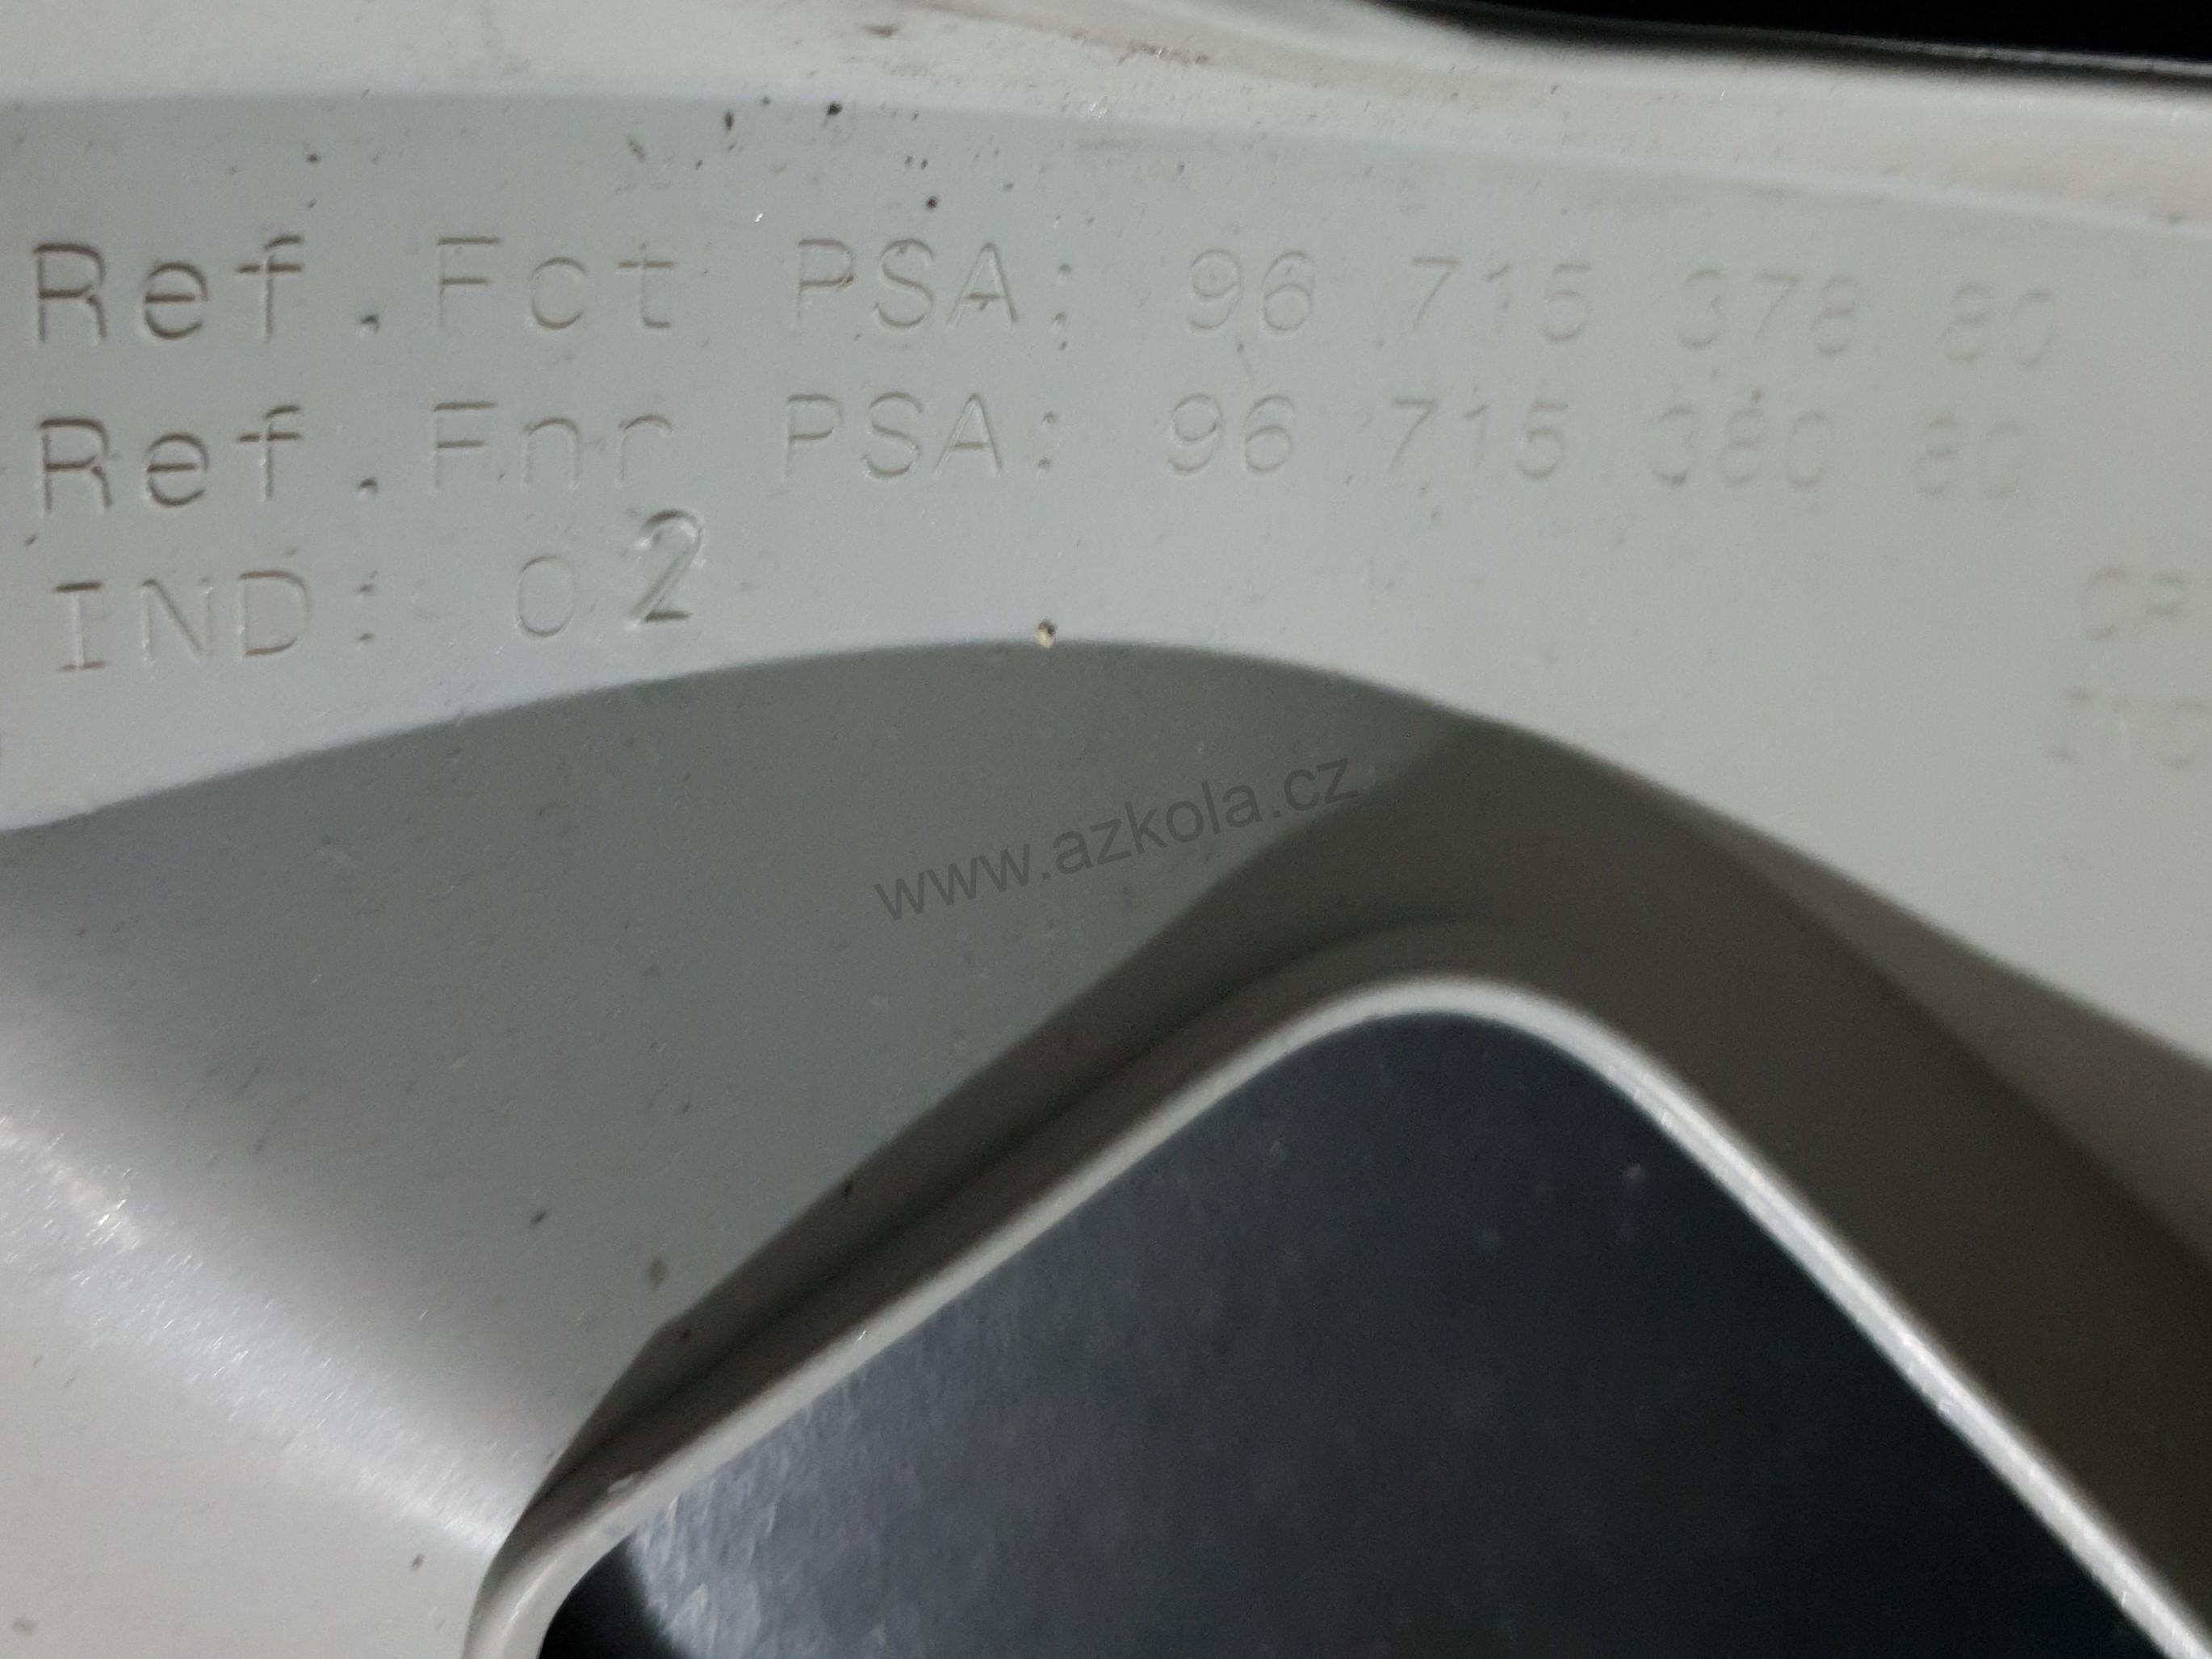 Ref.Fct PSA: 96 715 378 80
Ref.Fnr PSA: 96 715 380 80
IND: 02
www.azkola.cz